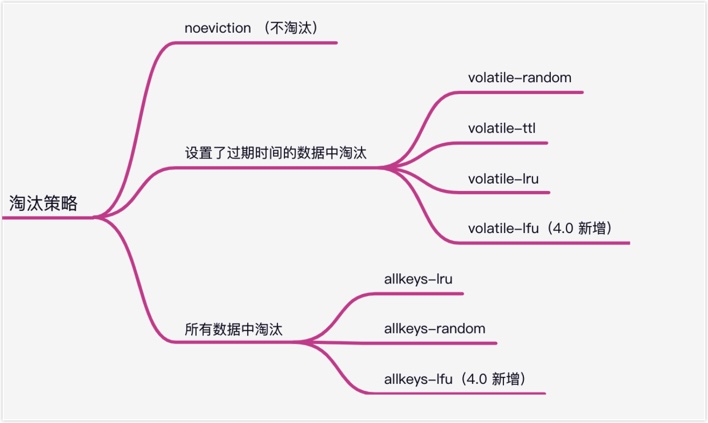 淘汰策略
noeviction （不淘汰）
设置了过期时间的数据中淘汰
volatile-random
volatile-ttl
volatile-lru
volatile-lfu（4.0 新增）
所有数据中淘汰
allkeys-lru
allkeys-random
allkeys-lfu（4.0 新增）